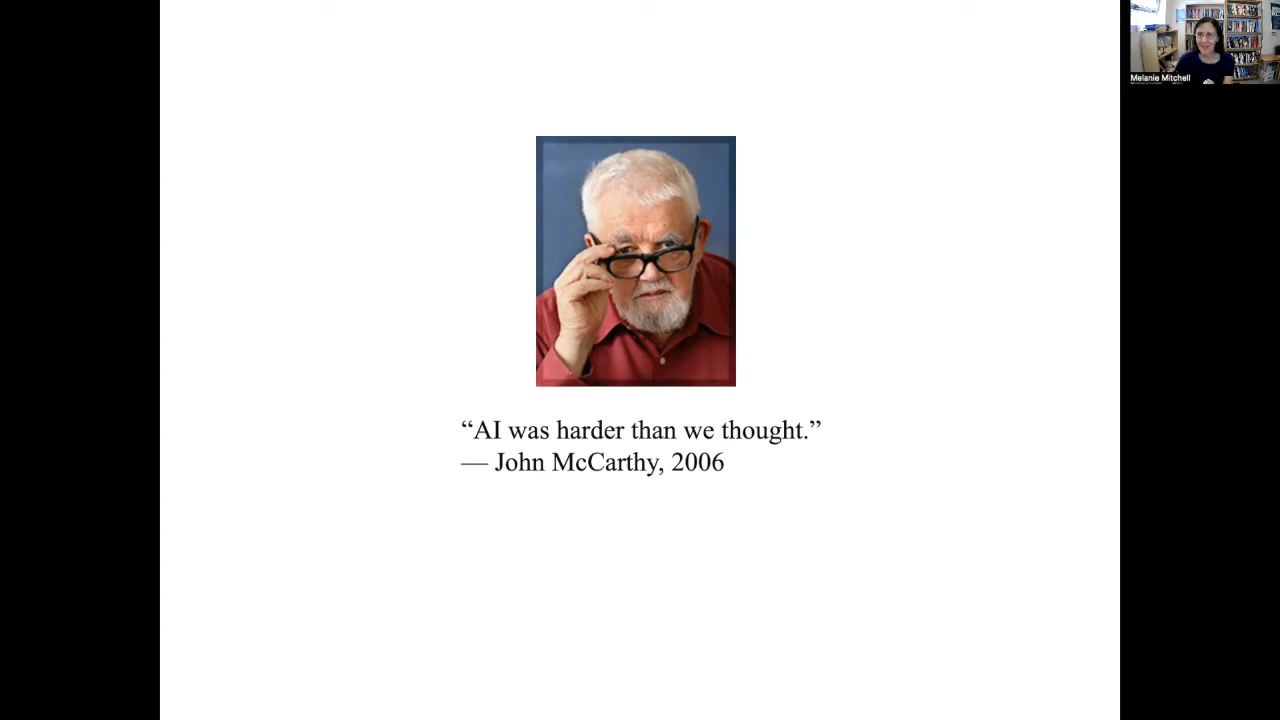 Melanie Mitchell
“AI was harder than we thought.”
— John McCarthy, 2006